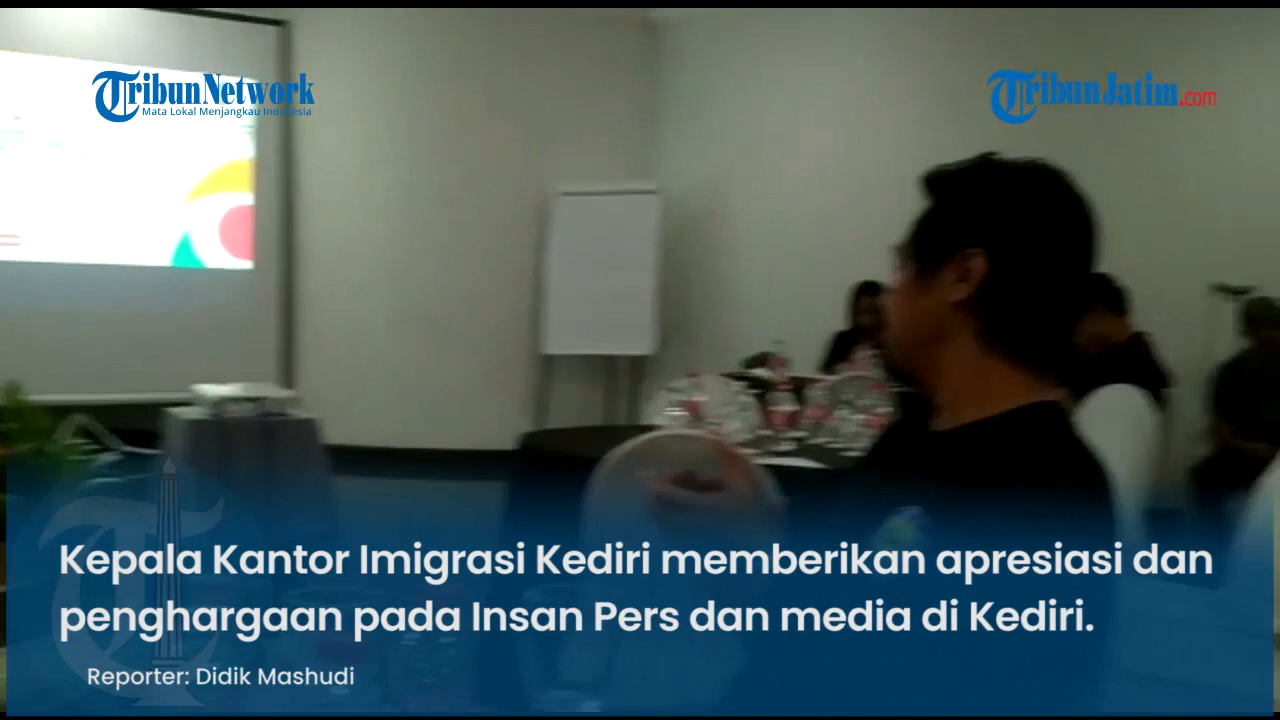 TribunNetwork
Mata Lokal Menjangkau Indonesia
TribunJatim.com
Kepala Kantor Imigrasi Kediri memberikan apresiasi dan
penghargaan pada Insan Pers dan media di Kediri.
Reporter: Didik Mashudi